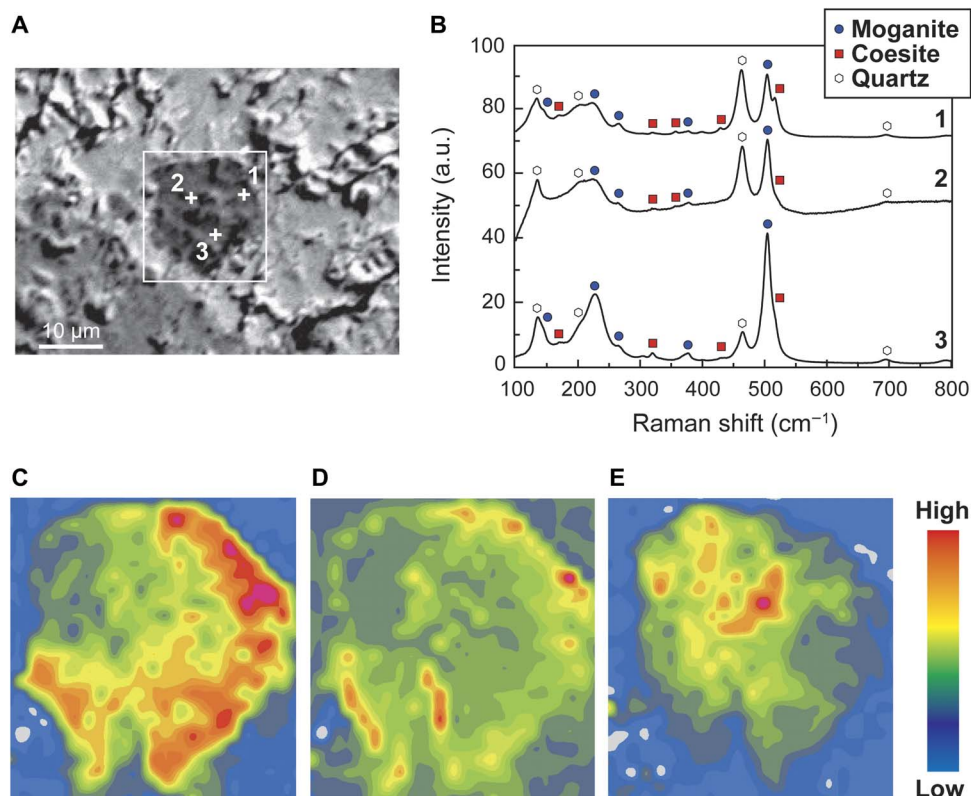 A
1
2
3
10 µm
B
Moganite
Coesite
Quartz
Intensity (a.u.)
100
80
60
40
20
0
1
2
3
100 200 300 400 500 600 700 800
Raman shift (cm⁻¹)
C
D
E
High
Low